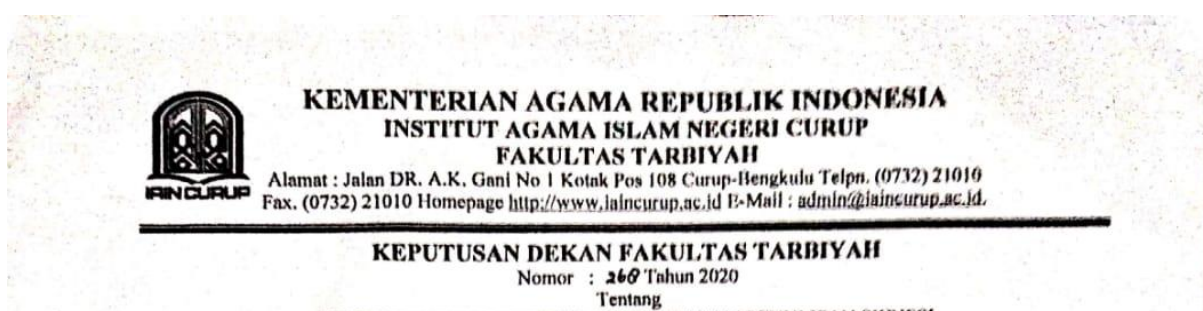 KEMENTERIAN AGAMA REPUBLIK INDONESIA
INSTITUT AGAMA ISLAM NEGERI CURUP
FAKULTAS TARBIYAH
Alamat : Jalan DR. A.K. Gani No 1 Kotak Pos 108 Curup-Bengkulu Telpn. (0732) 21010
IAIN CURUP
Fax. (0732) 21010 Homepage http://www.iaincurup.ac.id E-Mail : admin@iaincurup.ac.id.
KEPUTUSAN DEKAN FAKULTAS TARBIYAH
Nomor : 268 Tahun 2020
Tentang